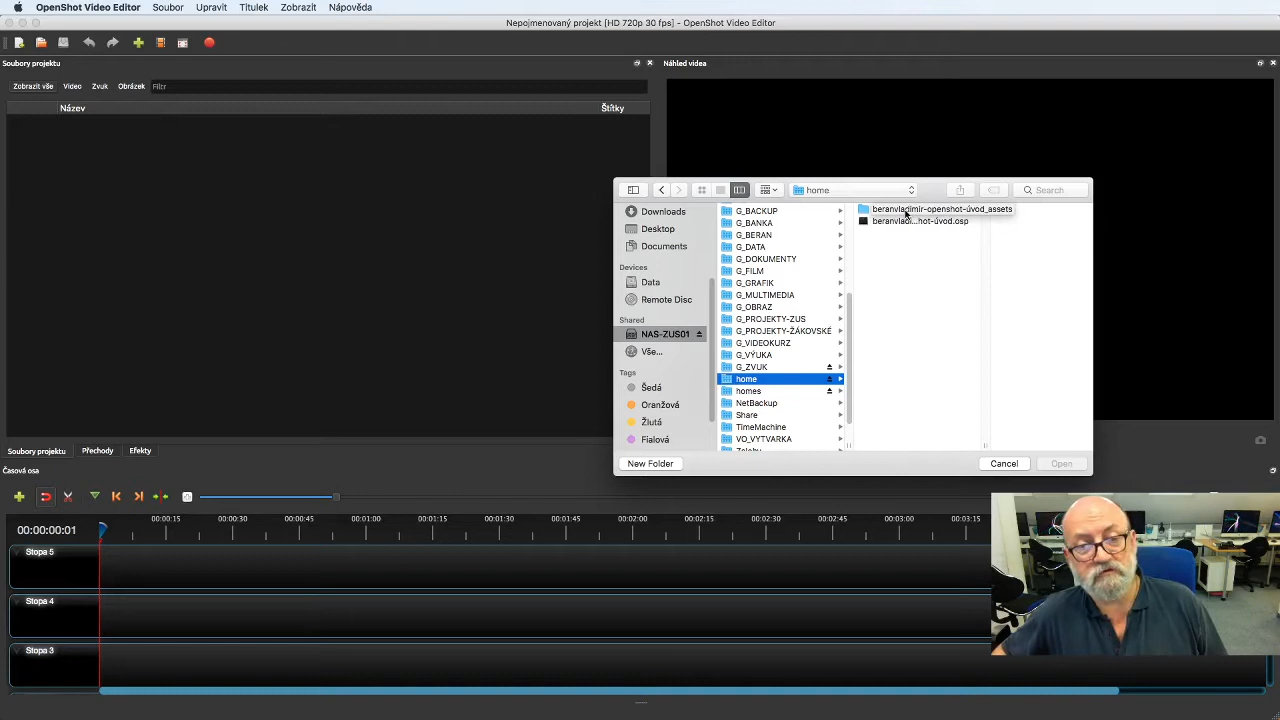 OpenShot Video Editor Soubor Upravit Titulek Zobrazit Nápověda
Nepojmenovaný projekt [HD 720p 30 fps] - OpenShot Video Editor
Soubory projektu
Náhled videa
Zobrazit vše Video Zvuk Obrázek Filtr
Název Štítky
home
Search
Downloads
Desktop
Documents
Devices
Data
Remote Disc
Shared
NAS-ZUS01
Vše...
Tags
Šedá
Oranžová
Žlutá
Fialová
G_BACKUP
G_BANKA
G_BERAN
G_DATA
G_DOKUMENTY
G_FILM
G_GRAFIK
G_MULTIMEDIA
G_OBRAZ
G_PROJEKTY-ZUS
G_PROJEKTY-ŽÁKOVSKÉ
G_VIDEOKURZ
G_VÝUKA
G_ZVUK
home
homes
NetBackup
Share
TimeMachine
VO_VYTVARKA
beranvladimir-openshot-úvod_assets
beranvladi...hot-úvod.osp
New Folder
Cancel
Open
Soubory projektu Přechody Efekty
Časová osa
00:00:00:01
00:00:15 00:00:30 00:00:45 00:01:00 00:01:15 00:01:30 00:01:45 00:02:00 00:02:15 00:02:30 00:02:45 00:03:00 00:03:15
Stopa 5
Stopa 4
Stopa 3